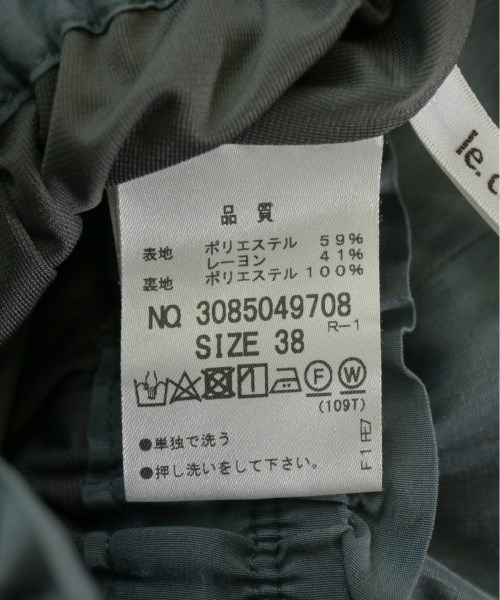 le.
品質
表地 ポリエステル 59%
レーヨン 41%
裏地 ポリエステル 100%
NO. 3085049708
R-1
SIZE 38
F W
(109T)
●単独で洗う
●押し洗いをして下さい。
F1